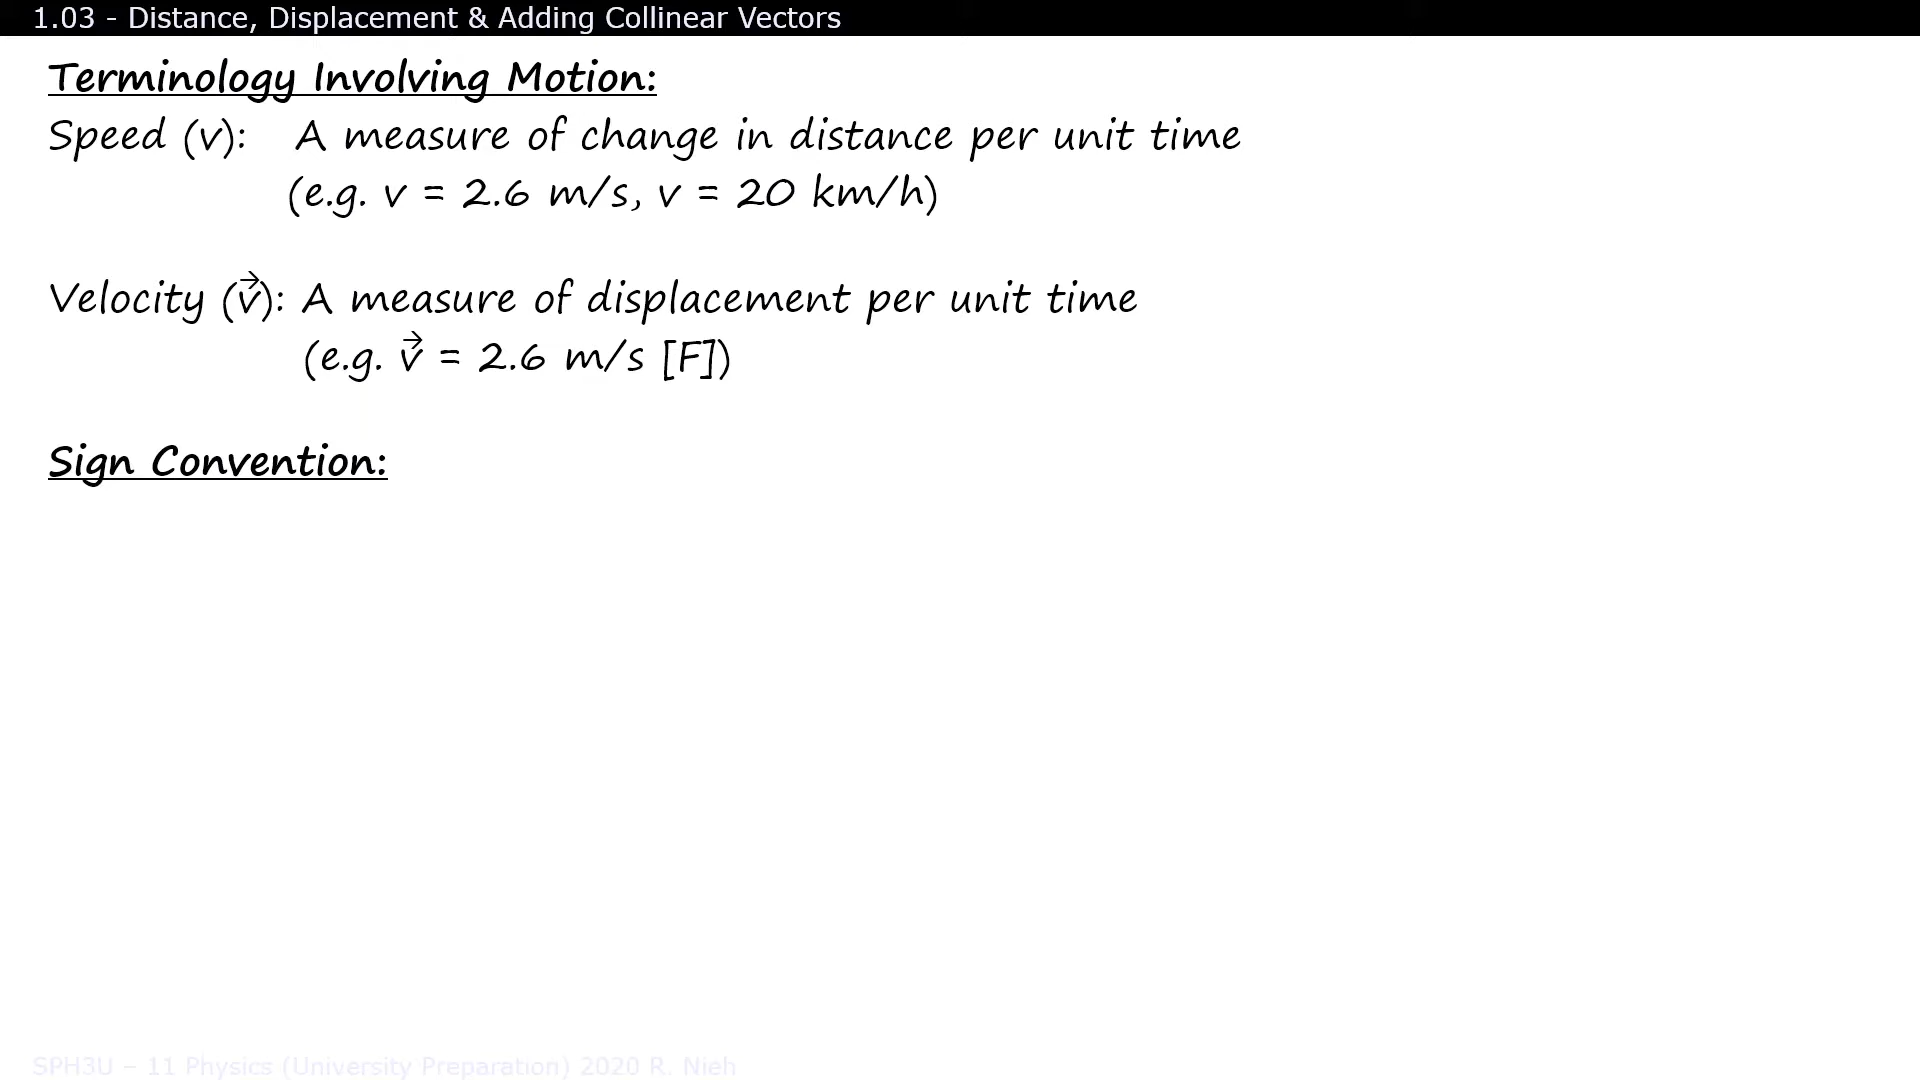 1.03 - Distance, Displacement & Adding Collinear Vectors
Terminology Involving Motion:
Speed (v): A measure of change in distance per unit time
(e.g. v = 2.6 m/s, v = 20 km/h)
Velocity (v⃗): A measure of displacement per unit time
(e.g. v⃗ = 2.6 m/s [F])
Sign Convention:
SPH3U – 11 Physics (University Preparation) 2020 R. Nieh